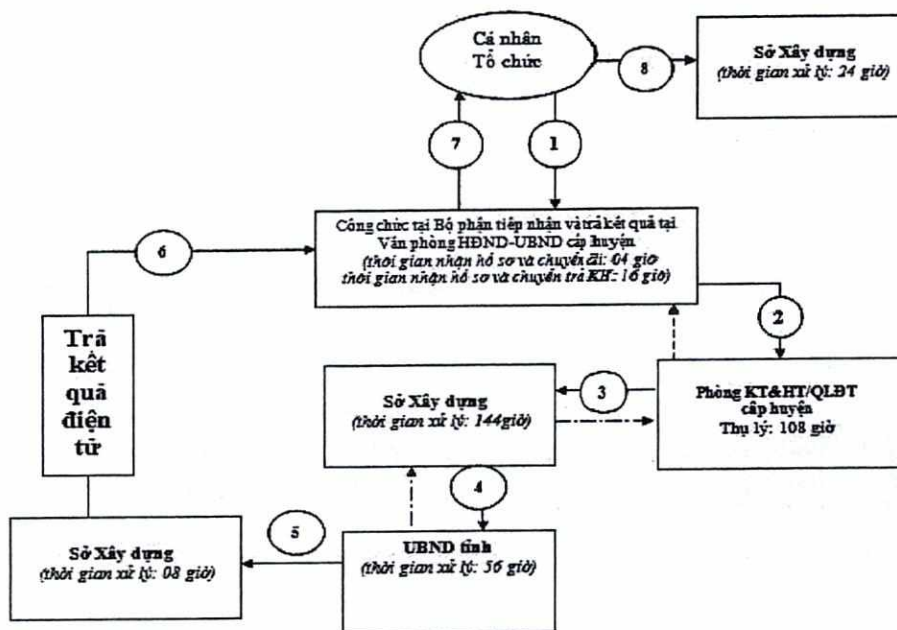 Cá nhân
Tổ chức
8
Sở Xây dựng
(thời gian xử lý: 24 giờ)
7
1
Công chức tại Bộ phận tiếp nhận và trả kết quả tại
Văn phòng HĐND-UBND cấp huyện
(thời gian nhận hồ sơ và chuyển đi: 04 giờ
thời gian nhận hồ sơ và chuyển trả KH: 16 giờ)
6
2
Trả
kết
quả
điện
tử
Sở Xây dựng
(thời gian xử lý: 144giờ)
3
Phòng KT&HT/QLĐT
cấp huyện
Thụ lý: 108 giờ
4
Sở Xây dựng
(thời gian xử lý: 08 giờ)
5
UBND tỉnh
(thời gian xử lý: 56 giờ)